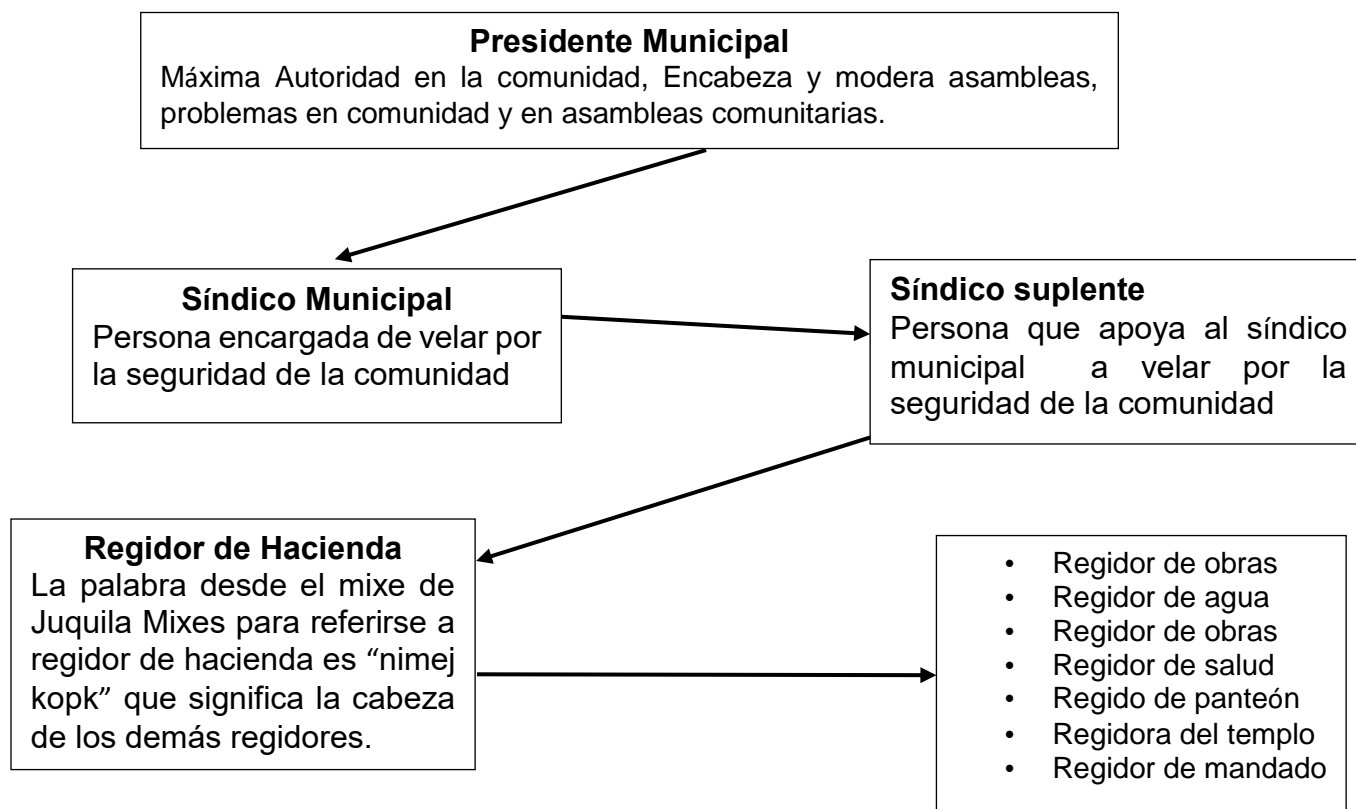 Presidente Municipal
Máxima Autoridad en la comunidad, Encabeza y modera asambleas,
problemas en comunidad y en asambleas comunitarias.
Síndico Municipal
Persona encargada de velar por
la seguridad de la comunidad
Síndico suplente
Persona que apoya al síndico
municipal a velar por la
seguridad de la comunidad
Regidor de Hacienda
La palabra desde el mixe de
Juquila Mixes para referirse a
regidor de hacienda es “nimej
kopk” que significa la cabeza
de los demás regidores.
• Regidor de obras
• Regidor de agua
• Regidor de obras
• Regidor de salud
• Regido de panteón
• Regidora del templo
• Regidor de mandado